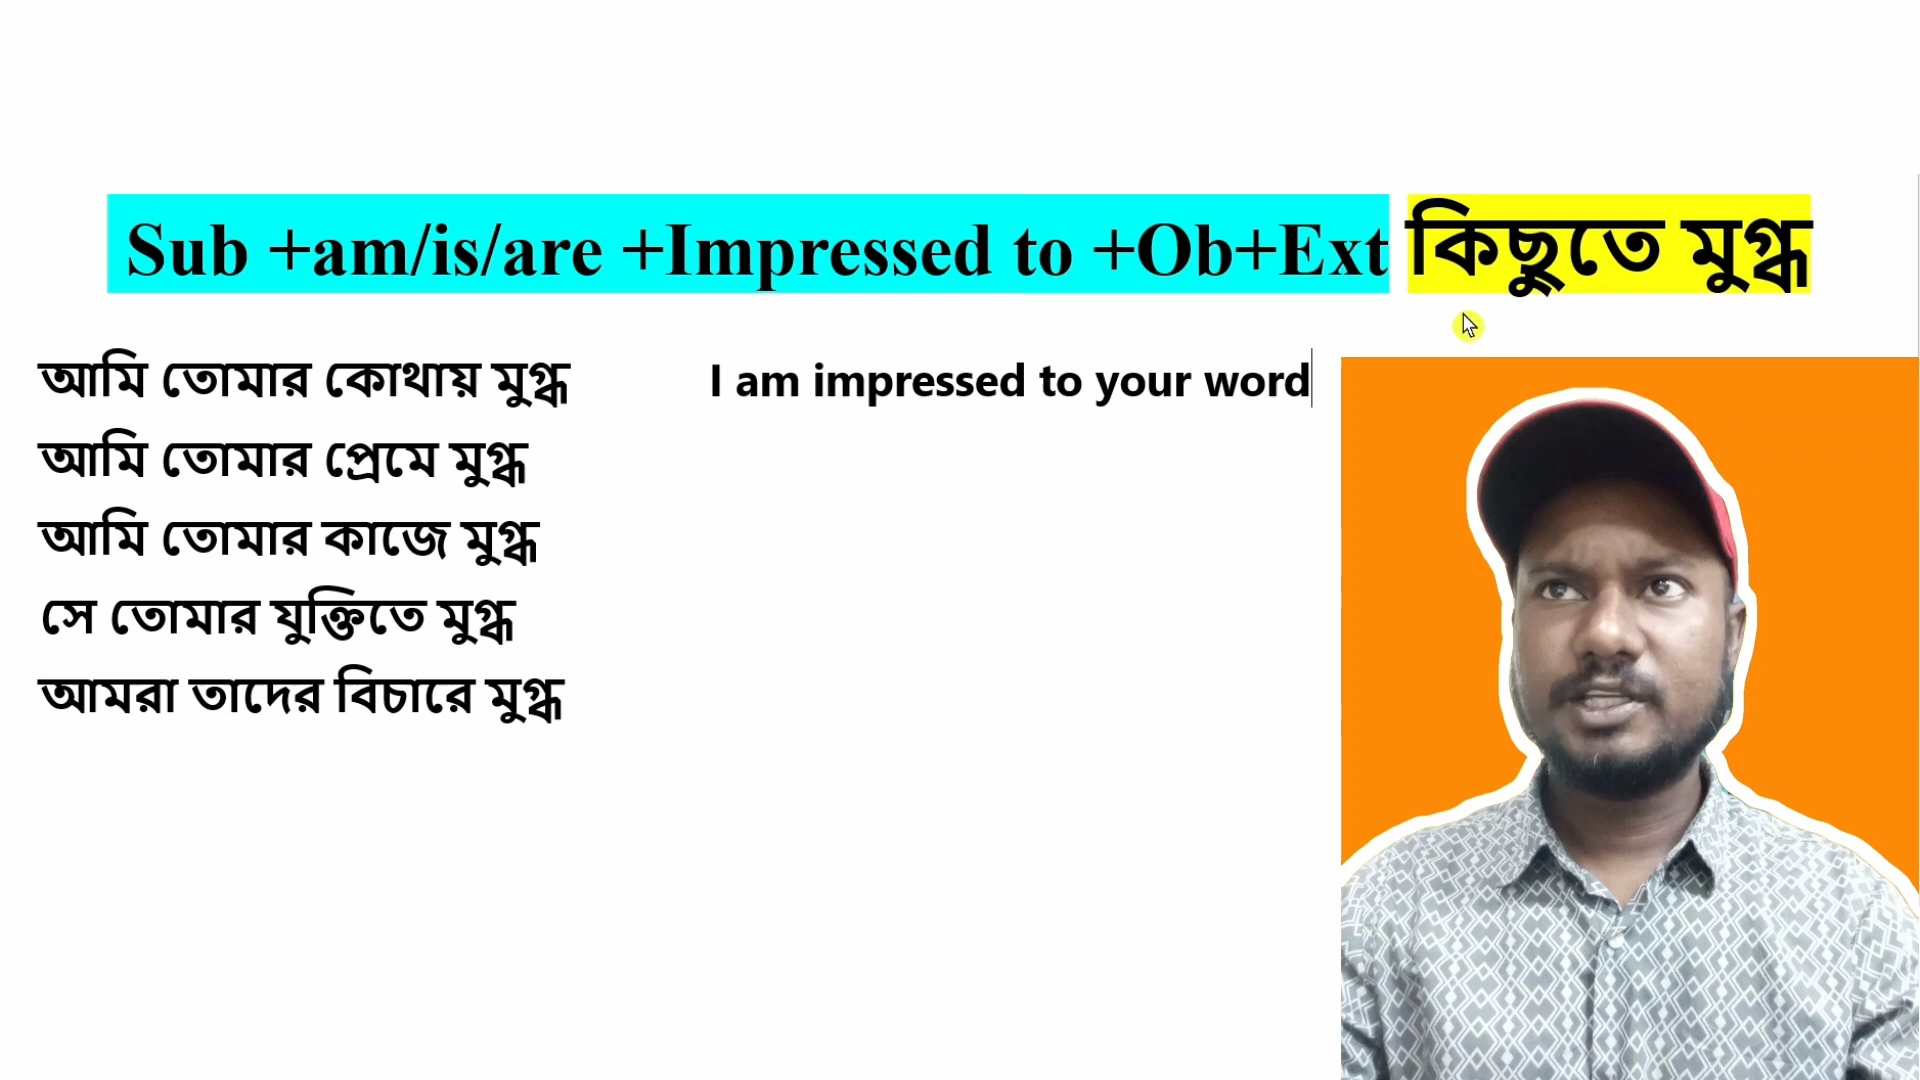 Sub +am/is/are +Impressed to +Ob+Ext কিছুতে মুগ্ধ
আমি তোমার কোথায় মুগ্ধ I am impressed to your word
আমি তোমার প্রেমে মুগ্ধ
আমি তোমার কাজে মুগ্ধ
সে তোমার যুক্তিতে মুগ্ধ
আমরা তাদের বিচারে মুগ্ধ